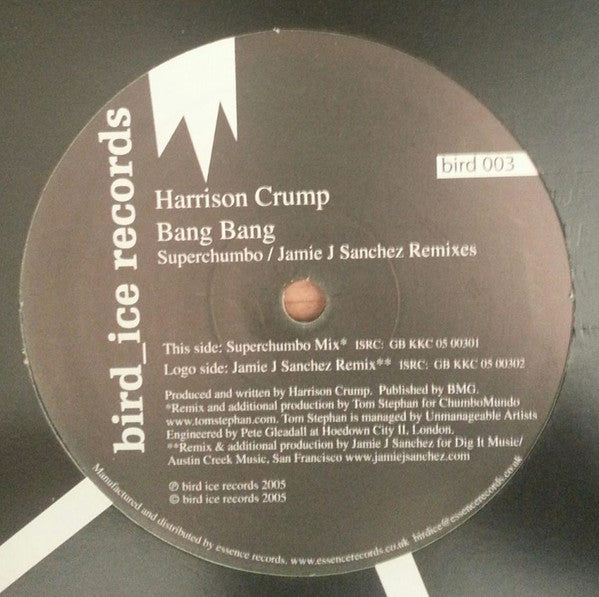 bird_ice records
bird 003
Harrison Crump
Bang Bang
Superchumbo / Jamie J Sanchez Remixes
This side: Superchumbo Mix* ISRC: GB KKC 05 00301
Logo side: Jamie J Sanchez Remix** ISRC: GB KKC 05 00302
Produced and written by Harrison Crump. Published by BMG.
*Remix and additional production by Tom Stephan for ChumboMundo
www.tomstephan.com. Tom Stephan is managed by Unmanageable Artists
Engineered by Pete Gleadall at Hoedown City II, London.
**Remix & additional production by Jamie J Sanchez for Dig It Music/
Austin Creek Music, San Francisco www.jamiejsanchez.com
℗ bird ice records 2005
© bird ice records 2005
Manufactured and distributed by essence records. www.essencerecords.co.uk birdice@essencerecords.co.uk